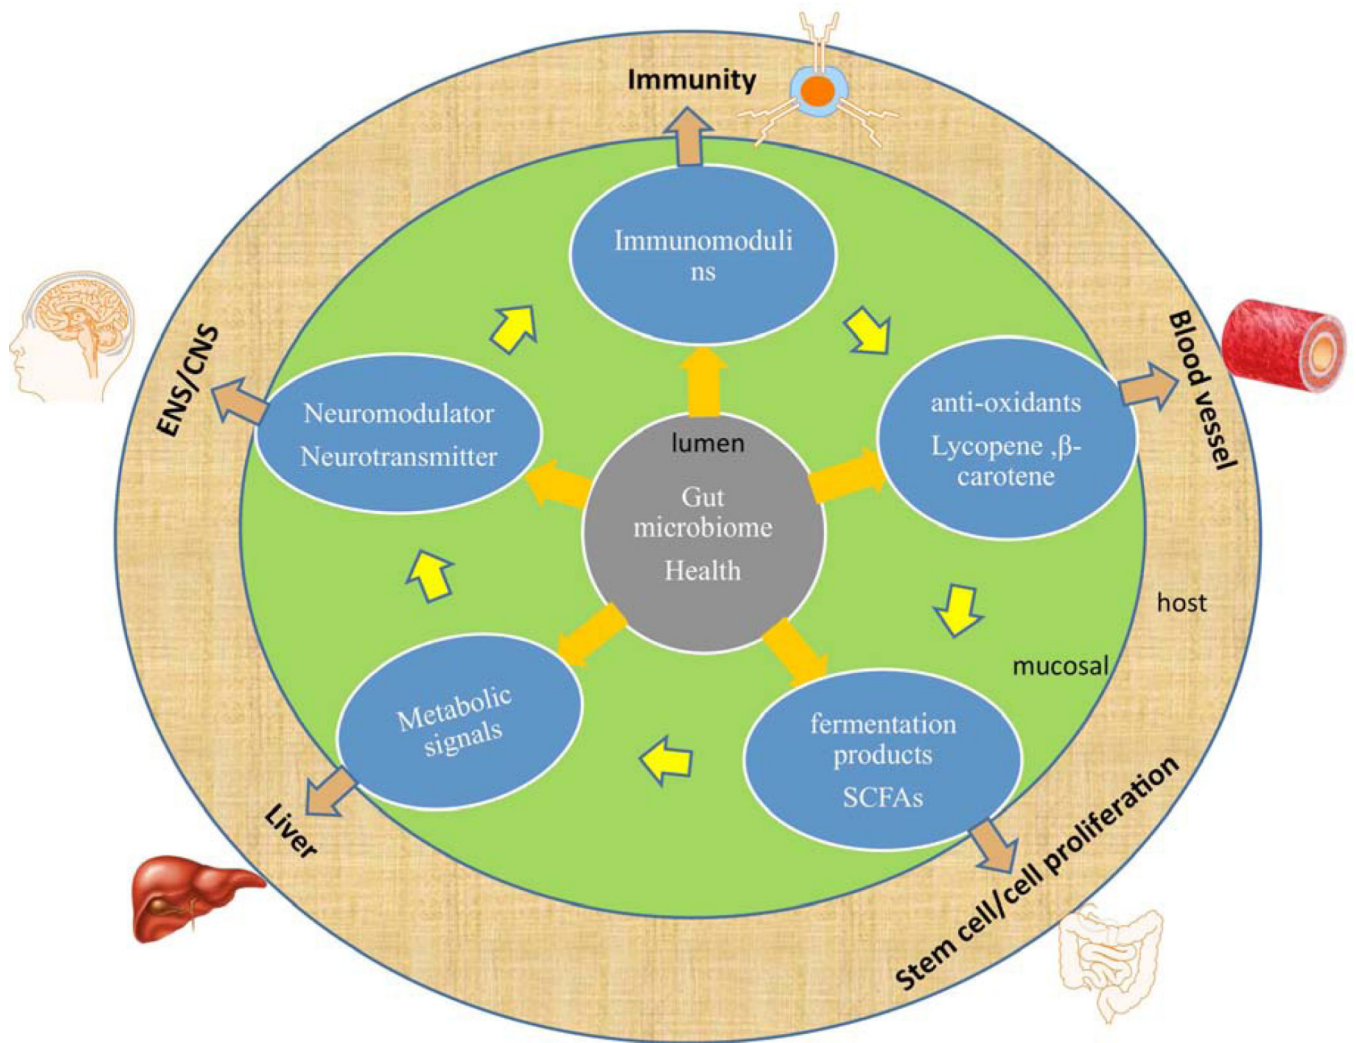 Immunity
Immunomoduli
ns
ENS/CNS
Neuromodulator
Neurotransmitter
anti-oxidants
Lycopene ,β-
carotene
Blood vessel
lumen
Gut
microbiome
Health
host
mucosal
Metabolic
signals
fermentation
products
SCFAs
Liver
Stem cell/cell proliferation